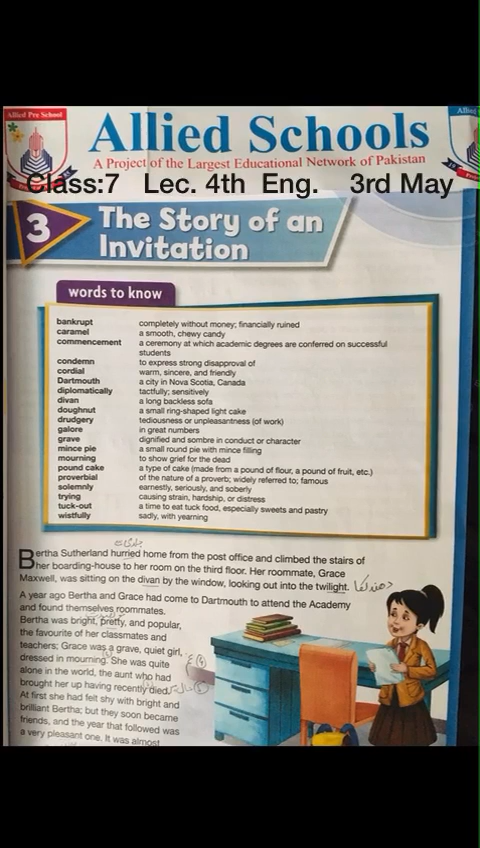 Allied Pre School
Allied Schools
A Project of the Largest Educational Network of Pakistan
Class:7 Lec. 4th Eng. 3rd May
3 The Story of an
Invitation
words to know
bankrupt completely without money; financially ruined
caramel a smooth, chewy candy
commencement a ceremony at which academic degrees are conferred on successful
students
condemn to express strong disapproval of
cordial warm, sincere, and friendly
Dartmouth a city in Nova Scotia, Canada
diplomatically tactfully; sensitively
divan a long backless sofa
doughnut a small ring-shaped light cake
drudgery tediousness or unpleasantness (of work)
galore in great numbers
grave dignified and sombre in conduct or character
mince pie a small round pie with mince filling
mourning to show grief for the dead
pound cake a type of cake (made from a pound of flour, a pound of fruit, etc.)
proverbial of the nature of a proverb; widely referred to; famous
solemnly earnestly, seriously, and soberly
trying causing strain, hardship, or distress
tuck-out a time to eat tuck food, especially sweets and pastry
wistfully sadly, with yearning
Bertha Sutherland hurried home from the post office and climbed the stairs of
her boarding-house to her room on the third floor. Her roommate, Grace
Maxwell, was sitting on the divan by the window, looking out into the twilight.
A year ago Bertha and Grace had come to Dartmouth to attend the Academy
and found themselves roommates.
Bertha was bright, pretty, and popular,
the favourite of her classmates and
teachers; Grace was a grave, quiet girl,
dressed in mourning. She was quite
alone in the world, the aunt who had
brought her up having recently died.
At first she had felt shy with bright and
brilliant Bertha; but they soon became
friends, and the year that followed was
a very pleasant one. It was almost